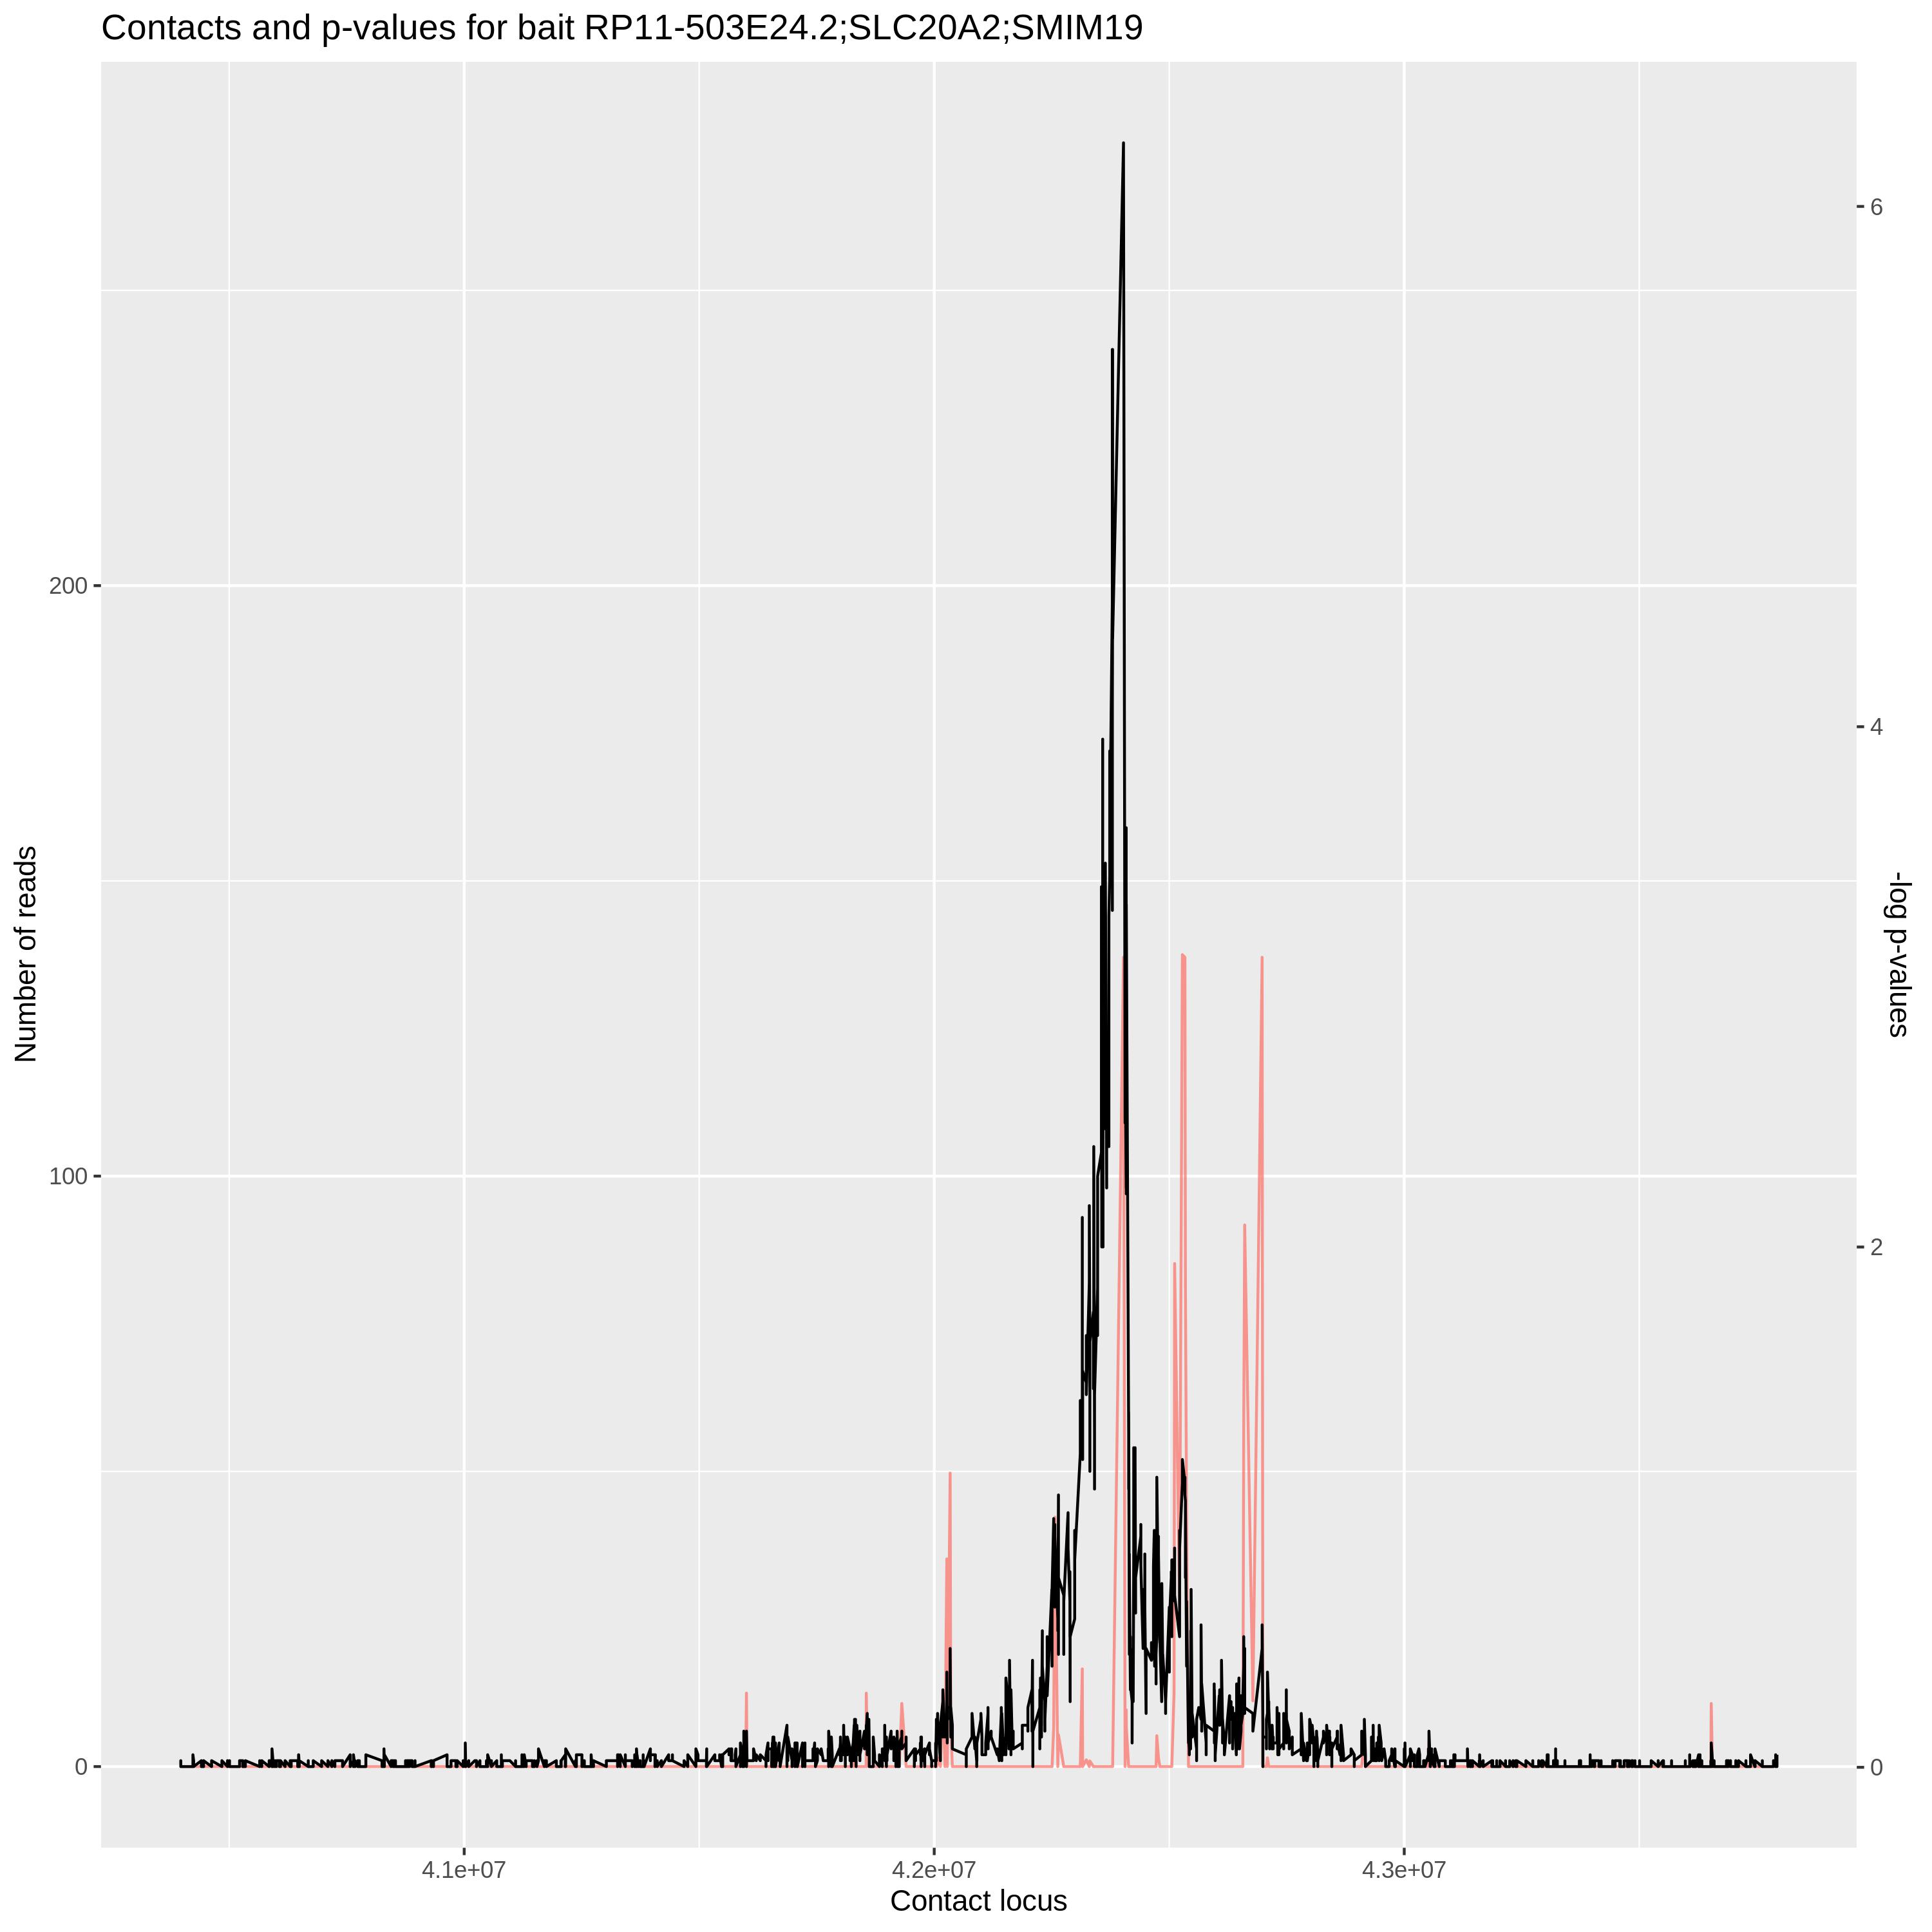 Contacts and p-values for bait RP11-503E24.2;SLC20A2;SMIM19
Number of reads
200
100
0
6
4
2
0
-log p-values
4.1e+07
4.2e+07
4.3e+07
Contact locus